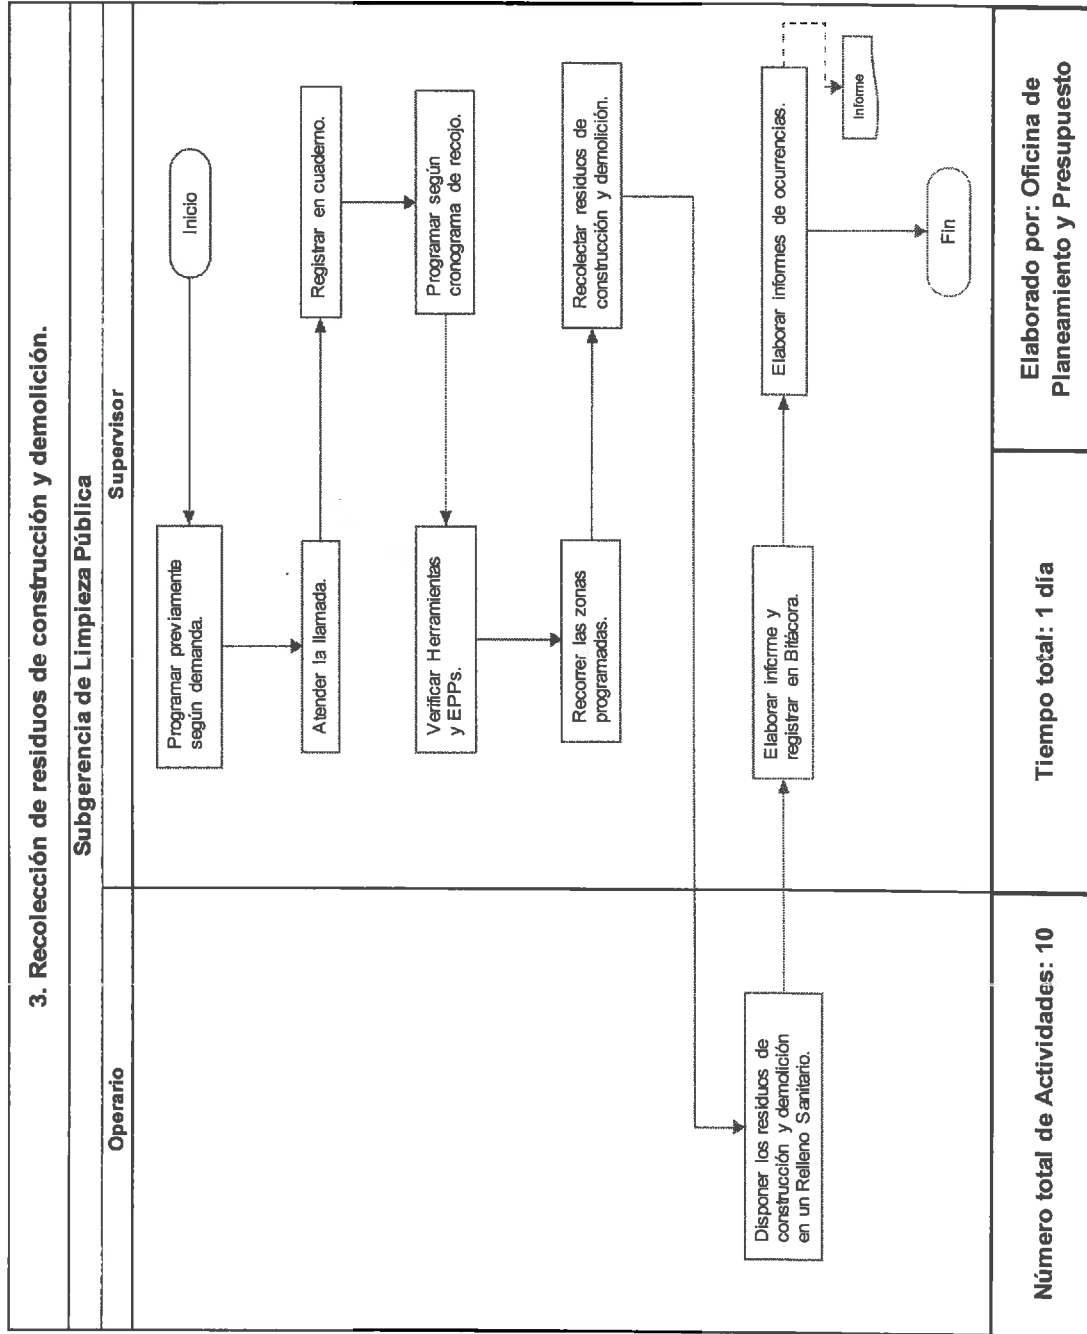 3. Recolección de residuos de construcción y demolición.
Subgerencia de Limpieza Pública
Operario
Supervisor
Inicio
Programar previamente
según demanda.
Atender la llamada.
Registrar en cuaderno.
Programar según
cronograma de recojo.
Verificar Herramientas
y EPPs.
Recorrer las zonas
programadas.
Recolectar residuos de
construcción y demolición.
Disponer los residuos de
construcción y demolición
en un Relleno Sanitario.
Elaborar informe y
registrar en Bitácora.
Elaborar informes de ocurrencias.
Informe
Fin
Número total de Actividades: 10
Tiempo total: 1 día
Elaborado por: Oficina de
Planeamiento y Presupuesto